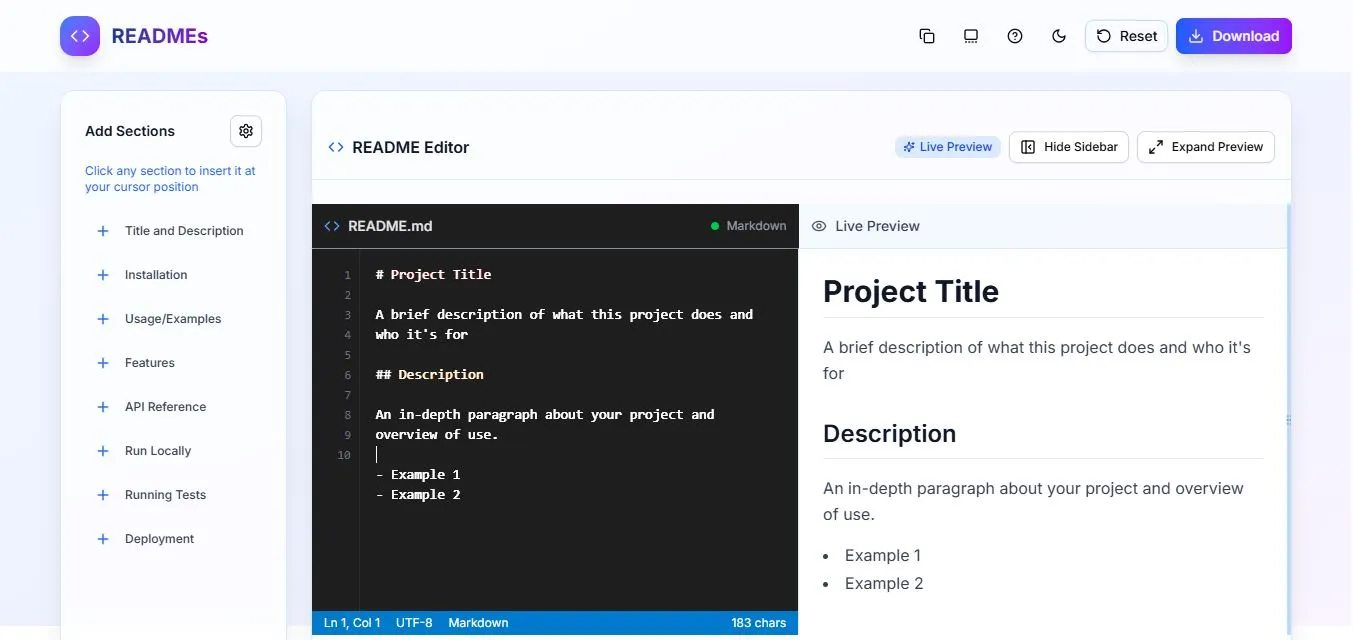 READMEs
Reset
Download
Add Sections
Click any section to insert it at
your cursor position
Title and Description
Installation
Usage/Examples
Features
API Reference
Run Locally
Running Tests
Deployment
README Editor
Live Preview
Hide Sidebar
Expand Preview
README.md
Markdown
1 # Project Title
2
3 A brief description of what this project does and
4 who it's for
5
6 ## Description
7
8 An in-depth paragraph about your project and
9 overview of use.
10
- Example 1
- Example 2
Ln 1, Col 1 UTF-8 Markdown 183 chars
Live Preview
Project Title
A brief description of what this project does and who it's
for
Description
An in-depth paragraph about your project and overview
of use.
• Example 1
• Example 2